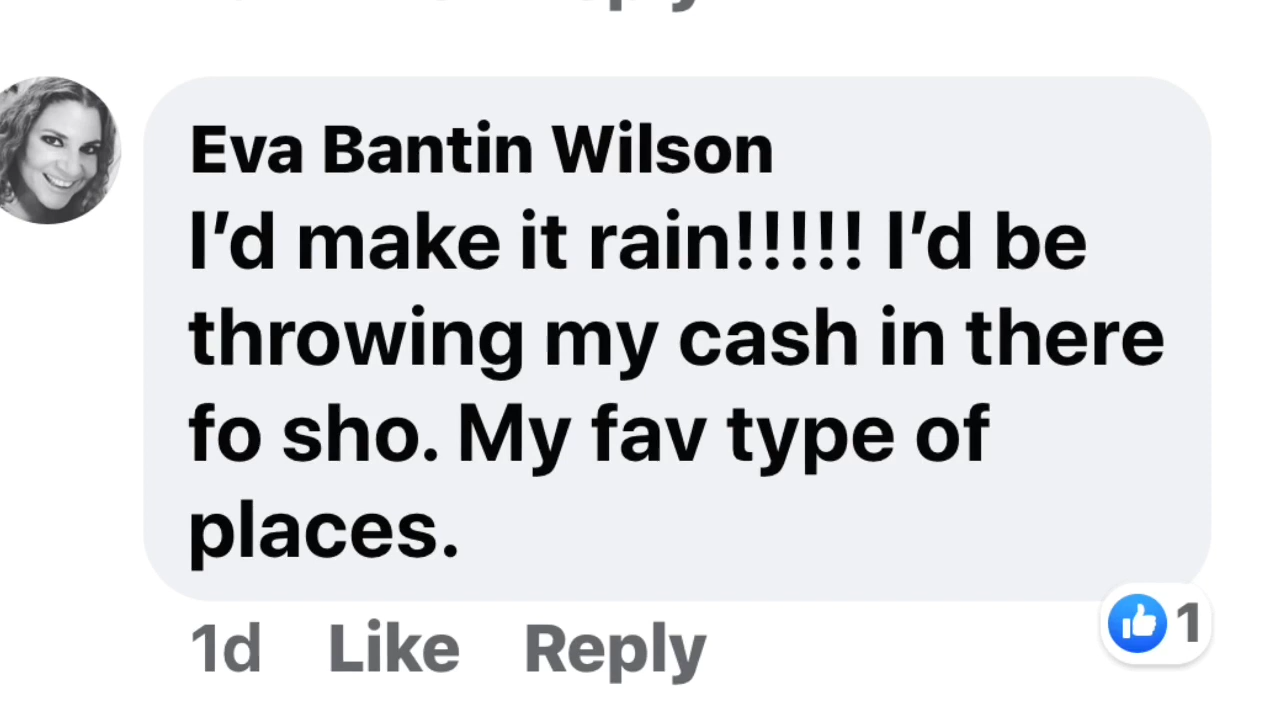 Eva Bantin Wilson
I’d make it rain!!!!! I’d be
throwing my cash in there
fo sho. My fav type of
places.
1d Like Reply
1